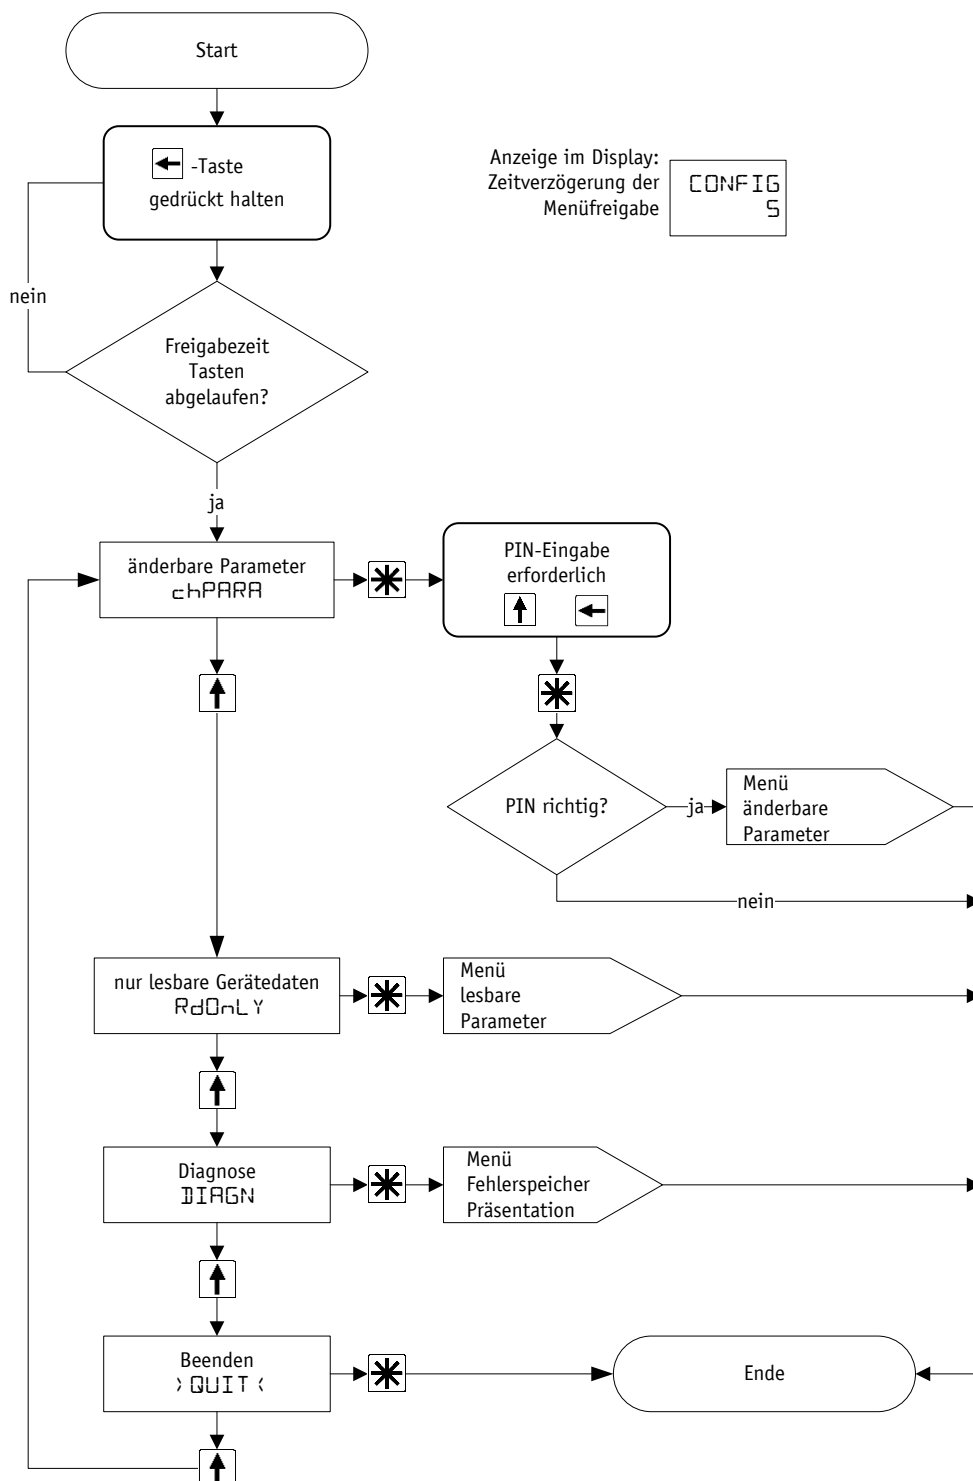 Start
-Taste
gedrückt halten
Anzeige im Display:
Zeitverzögerung der
Menüfreigabe
CONFIG
5
nein
Freigabezeit
Tasten
abgelaufen?
ja
änderbare Parameter
chPARA
PIN-Eingabe
erforderlich
PIN richtig?
ja
Menü
änderbare
Parameter
nein
nur lesbare Gerätedaten
RdOnLY
Menü
lesbare
Parameter
Diagnose
DIAGN
Menü
Fehlerspeicher
Präsentation
Beenden
>QUIT<
Ende